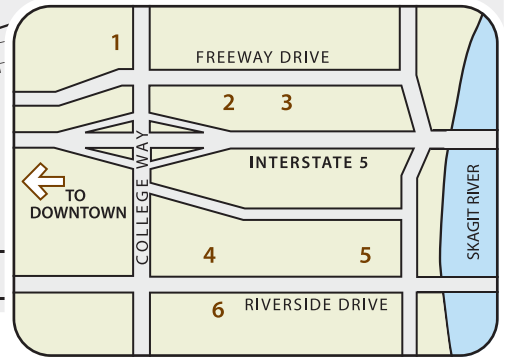 1
FREEWAY DRIVE
2 3
INTERSTATE 5
COLLEGE WAY
TO
DOWNTOWN
SKAGIT RIVER
4 5
6 RIVERSIDE DRIVE